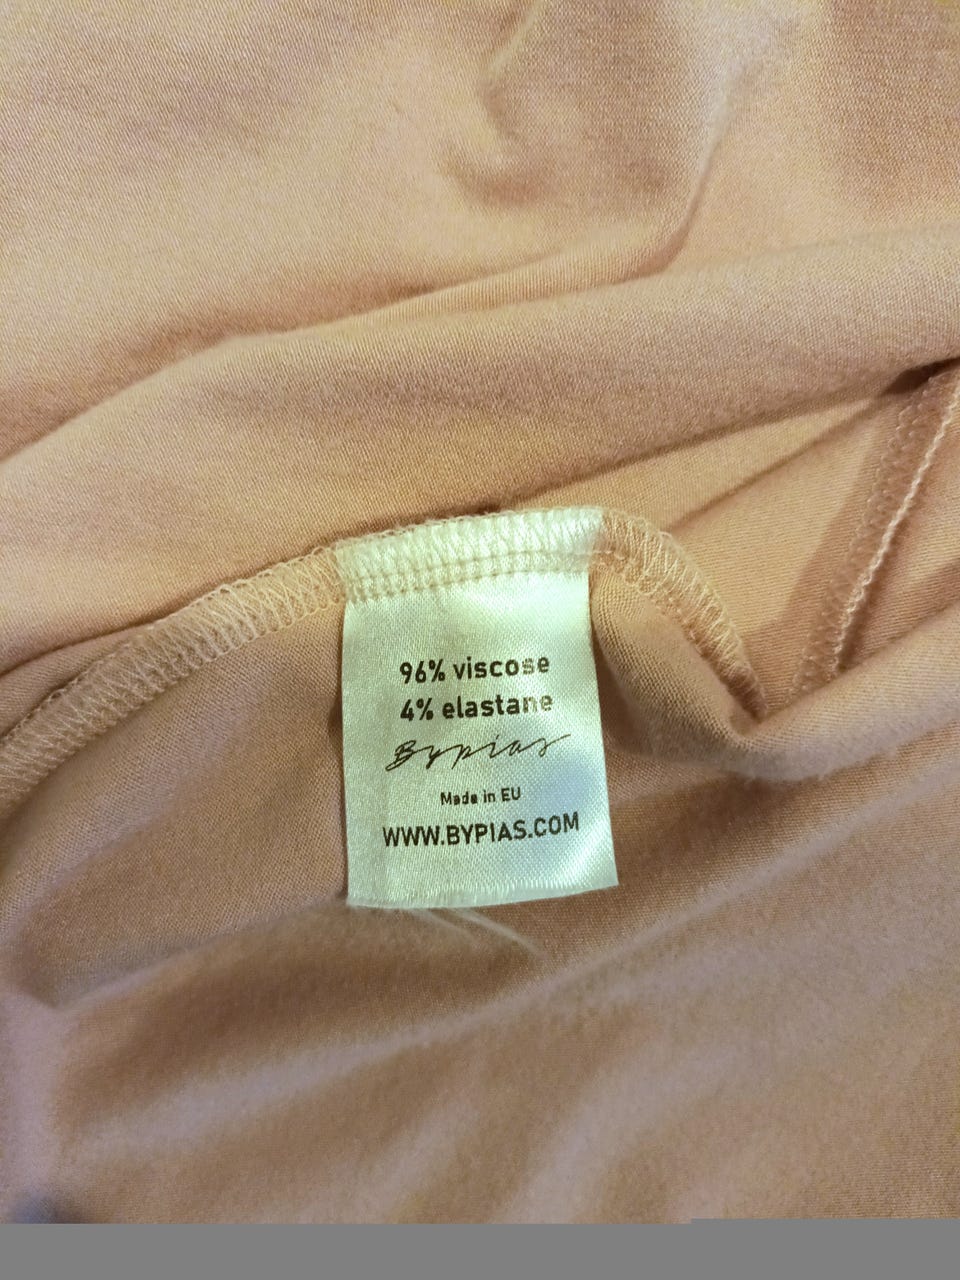 96% viscose
4% elastane
Bypias
Made in EU
WWW.BYPIAS.COM